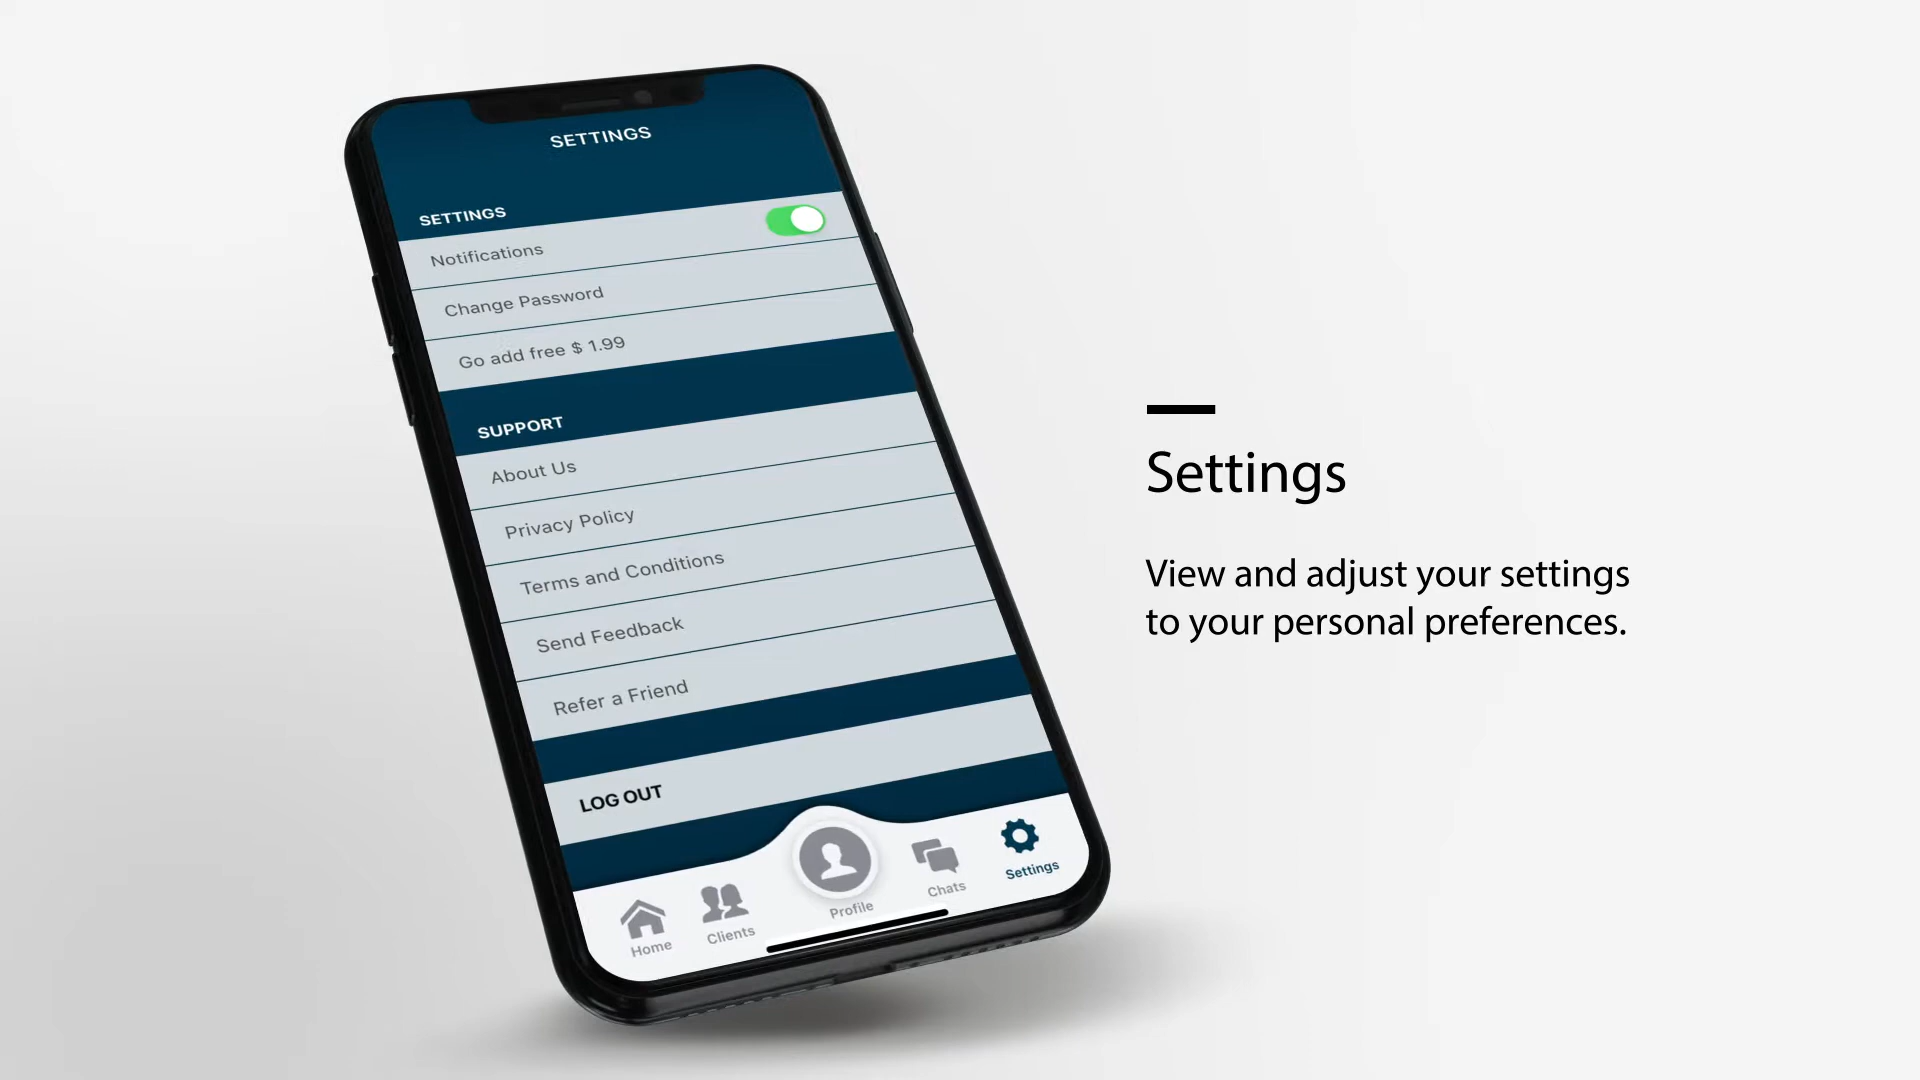 SETTINGS
SETTINGS
Notifications
Change Password
Go add free $ 1.99
SUPPORT
About Us
Privacy Policy
Terms and Conditions
Send Feedback
Refer a Friend
LOG OUT
Home
Clients
Profile
Chats
Settings
Settings
View and adjust your settings
to your personal preferences.